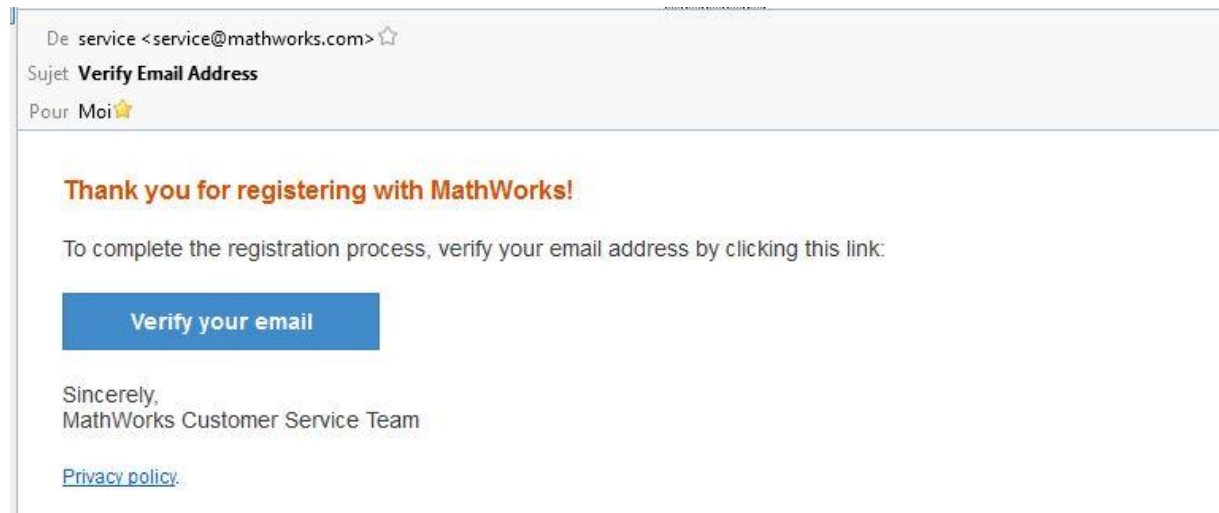 De service <service@mathworks.com>
Sujet Verify Email Address
Pour Moi
Thank you for registering with MathWorks!
To complete the registration process, verify your email address by clicking this link:
Verify your email
Sincerely,
MathWorks Customer Service Team
Privacy policy.